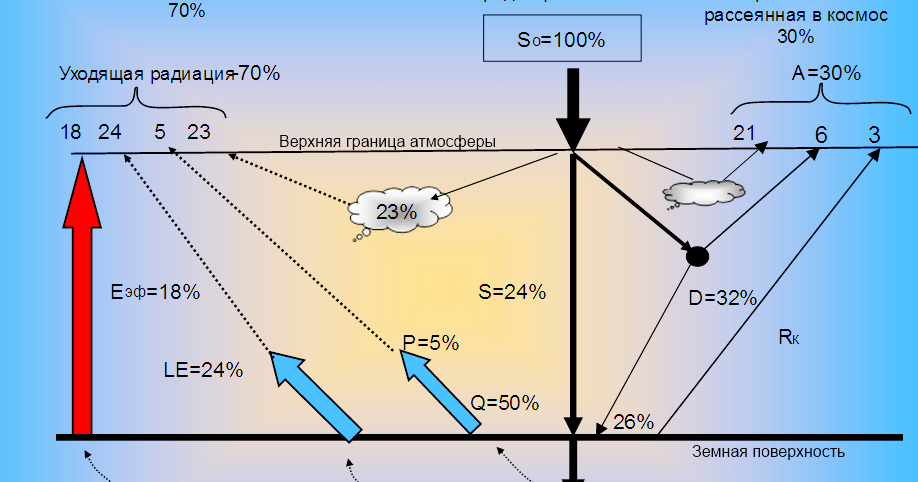 70%
рассеянная в космос
30%
Sо=100%
Уходящая радиация-70%
A=30%
18 24 5 23
21 6 3
Верхняя граница атмосферы
23%
Eэф=18%
S=24%
D=32%
P=5%
Rк
LE=24%
Q=50%
26%
Земная поверхность